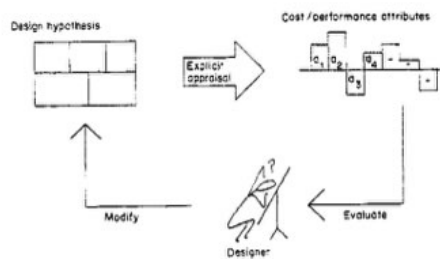 Design hypothesis
Cost/performance attributes
Explicit
appraisal
a1
a2
a3
a4
?
Modify
Designer
Evaluate